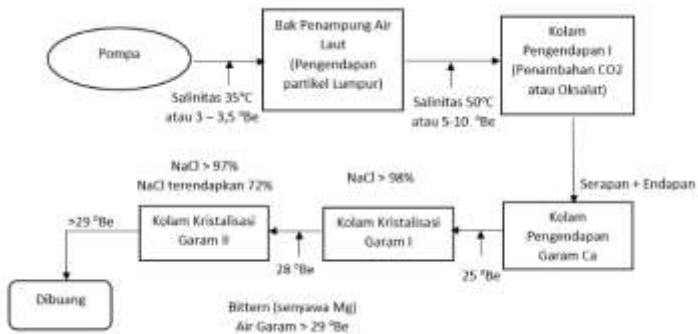 Pompa
Bak Penampung Air
Laut
(Pengendapan
partikel Lumpur)
Kolam
Pengendapan I
(Penambahan CO2
atau Oksalat)
Salinitas 35°C
atau 3 – 3,5 °Be
Salinitas 50°C
atau 5-10. °Be
Serapan + Endapan
Kolam
Pengendapan
Garam Ca
25 °Be
NaCl > 98%
Kolam Kristalisasi
Garam I
28 °Be
NaCl > 97%
NaCl terendapkan 72%
Kolam Kristalisasi
Garam II
>29 °Be
Dibuang
Bittern (senyawa Mg)
Air Garam > 29 °Be